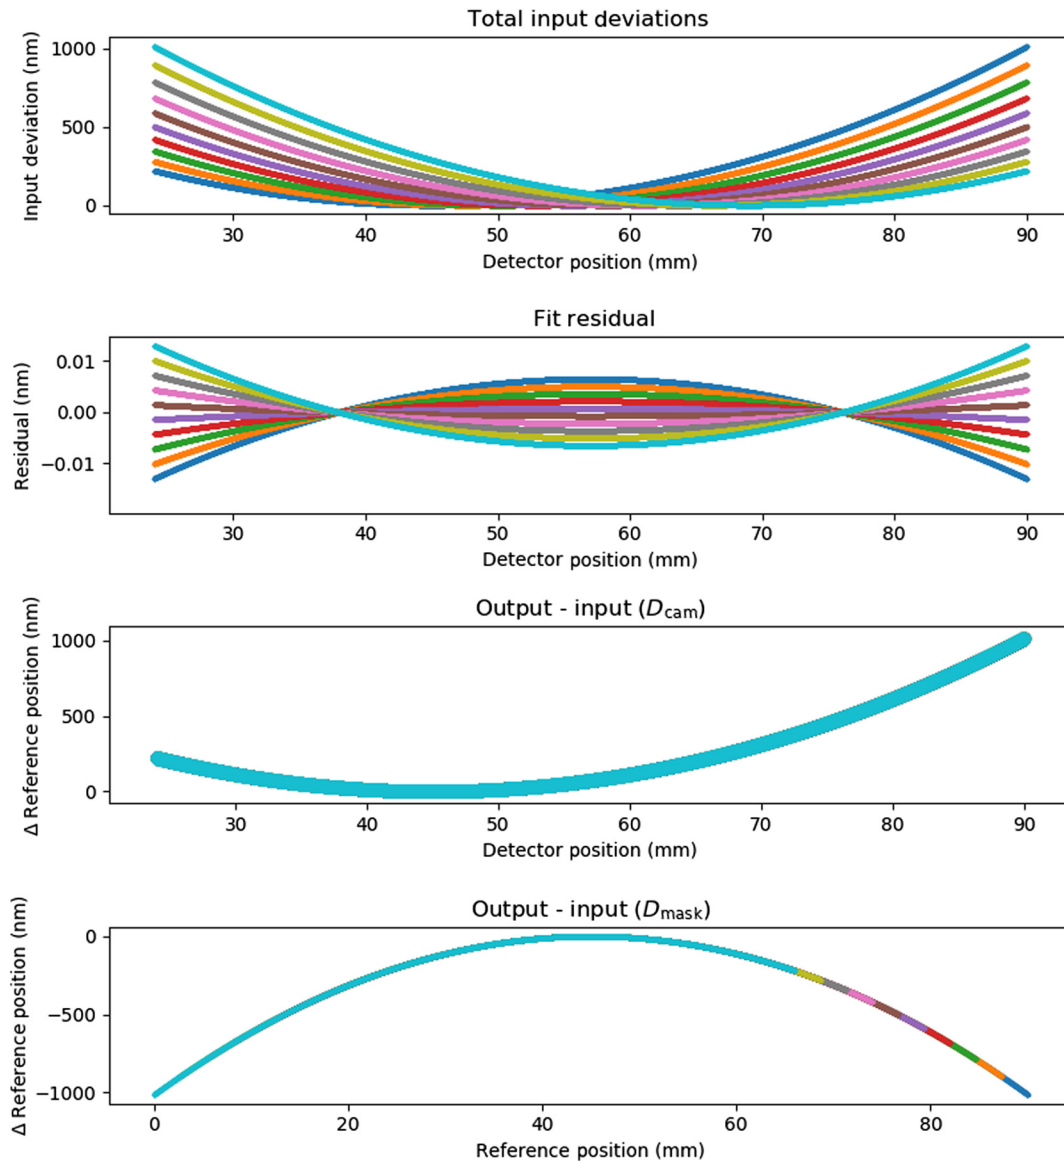 Total input deviations
Input deviation (nm)
1000
500
0
30 40 50 60 70 80 90
Detector position (mm)
Fit residual
Residual (nm)
0.01
0.00
−0.01
30 40 50 60 70 80 90
Detector position (mm)
Output - input (D_cam)
Δ Reference position (nm)
1000
500
0
30 40 50 60 70 80 90
Detector position (mm)
Output - input (D_mask)
Δ Reference position (nm)
0
−500
−1000
0 20 40 60 80
Reference position (mm)